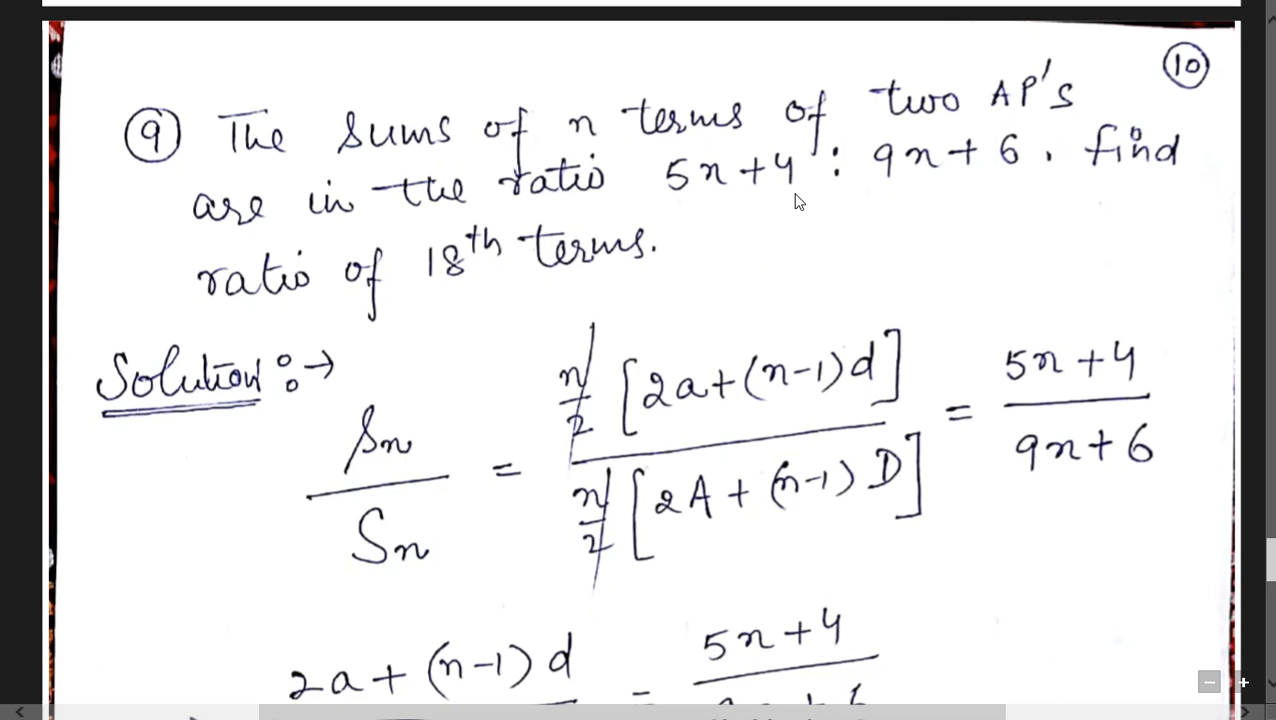 10
9 The sums of n terms of two AP's
are in the ratio 5n+4 : 9n+6. find
ratio of 18th terms.
Solution :→
Sn / Sn = n/2 [2a+(n-1)d] / n/2 [2A+(n-1)D] = 5n+4 / 9n+6
2a+(n-1)d = 5n+4